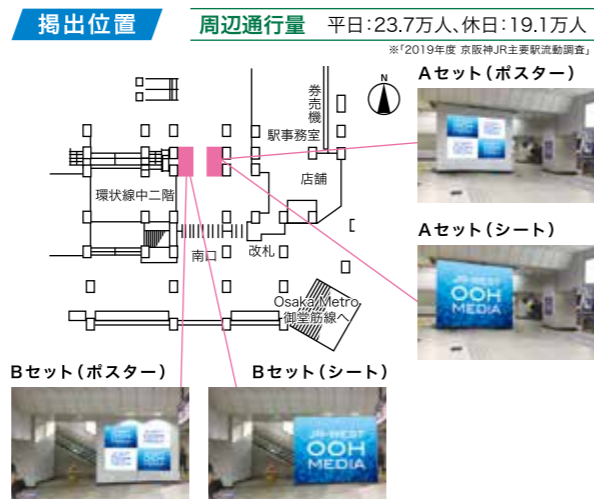 掲出位置
周辺通行量 平日:23.7万人、休日:19.1万人
※「2019年度 京阪神JR主要駅流動調査」
N
券売機
駅事務室
店舗
環状線中二階
南口
改札
Osaka Metro
御堂筋線へ
Aセット(ポスター)
Aセット(シート)
JR-WEST
OOH
MEDIA
Bセット(ポスター)
Bセット(シート)
JR-WEST
OOH
MEDIA